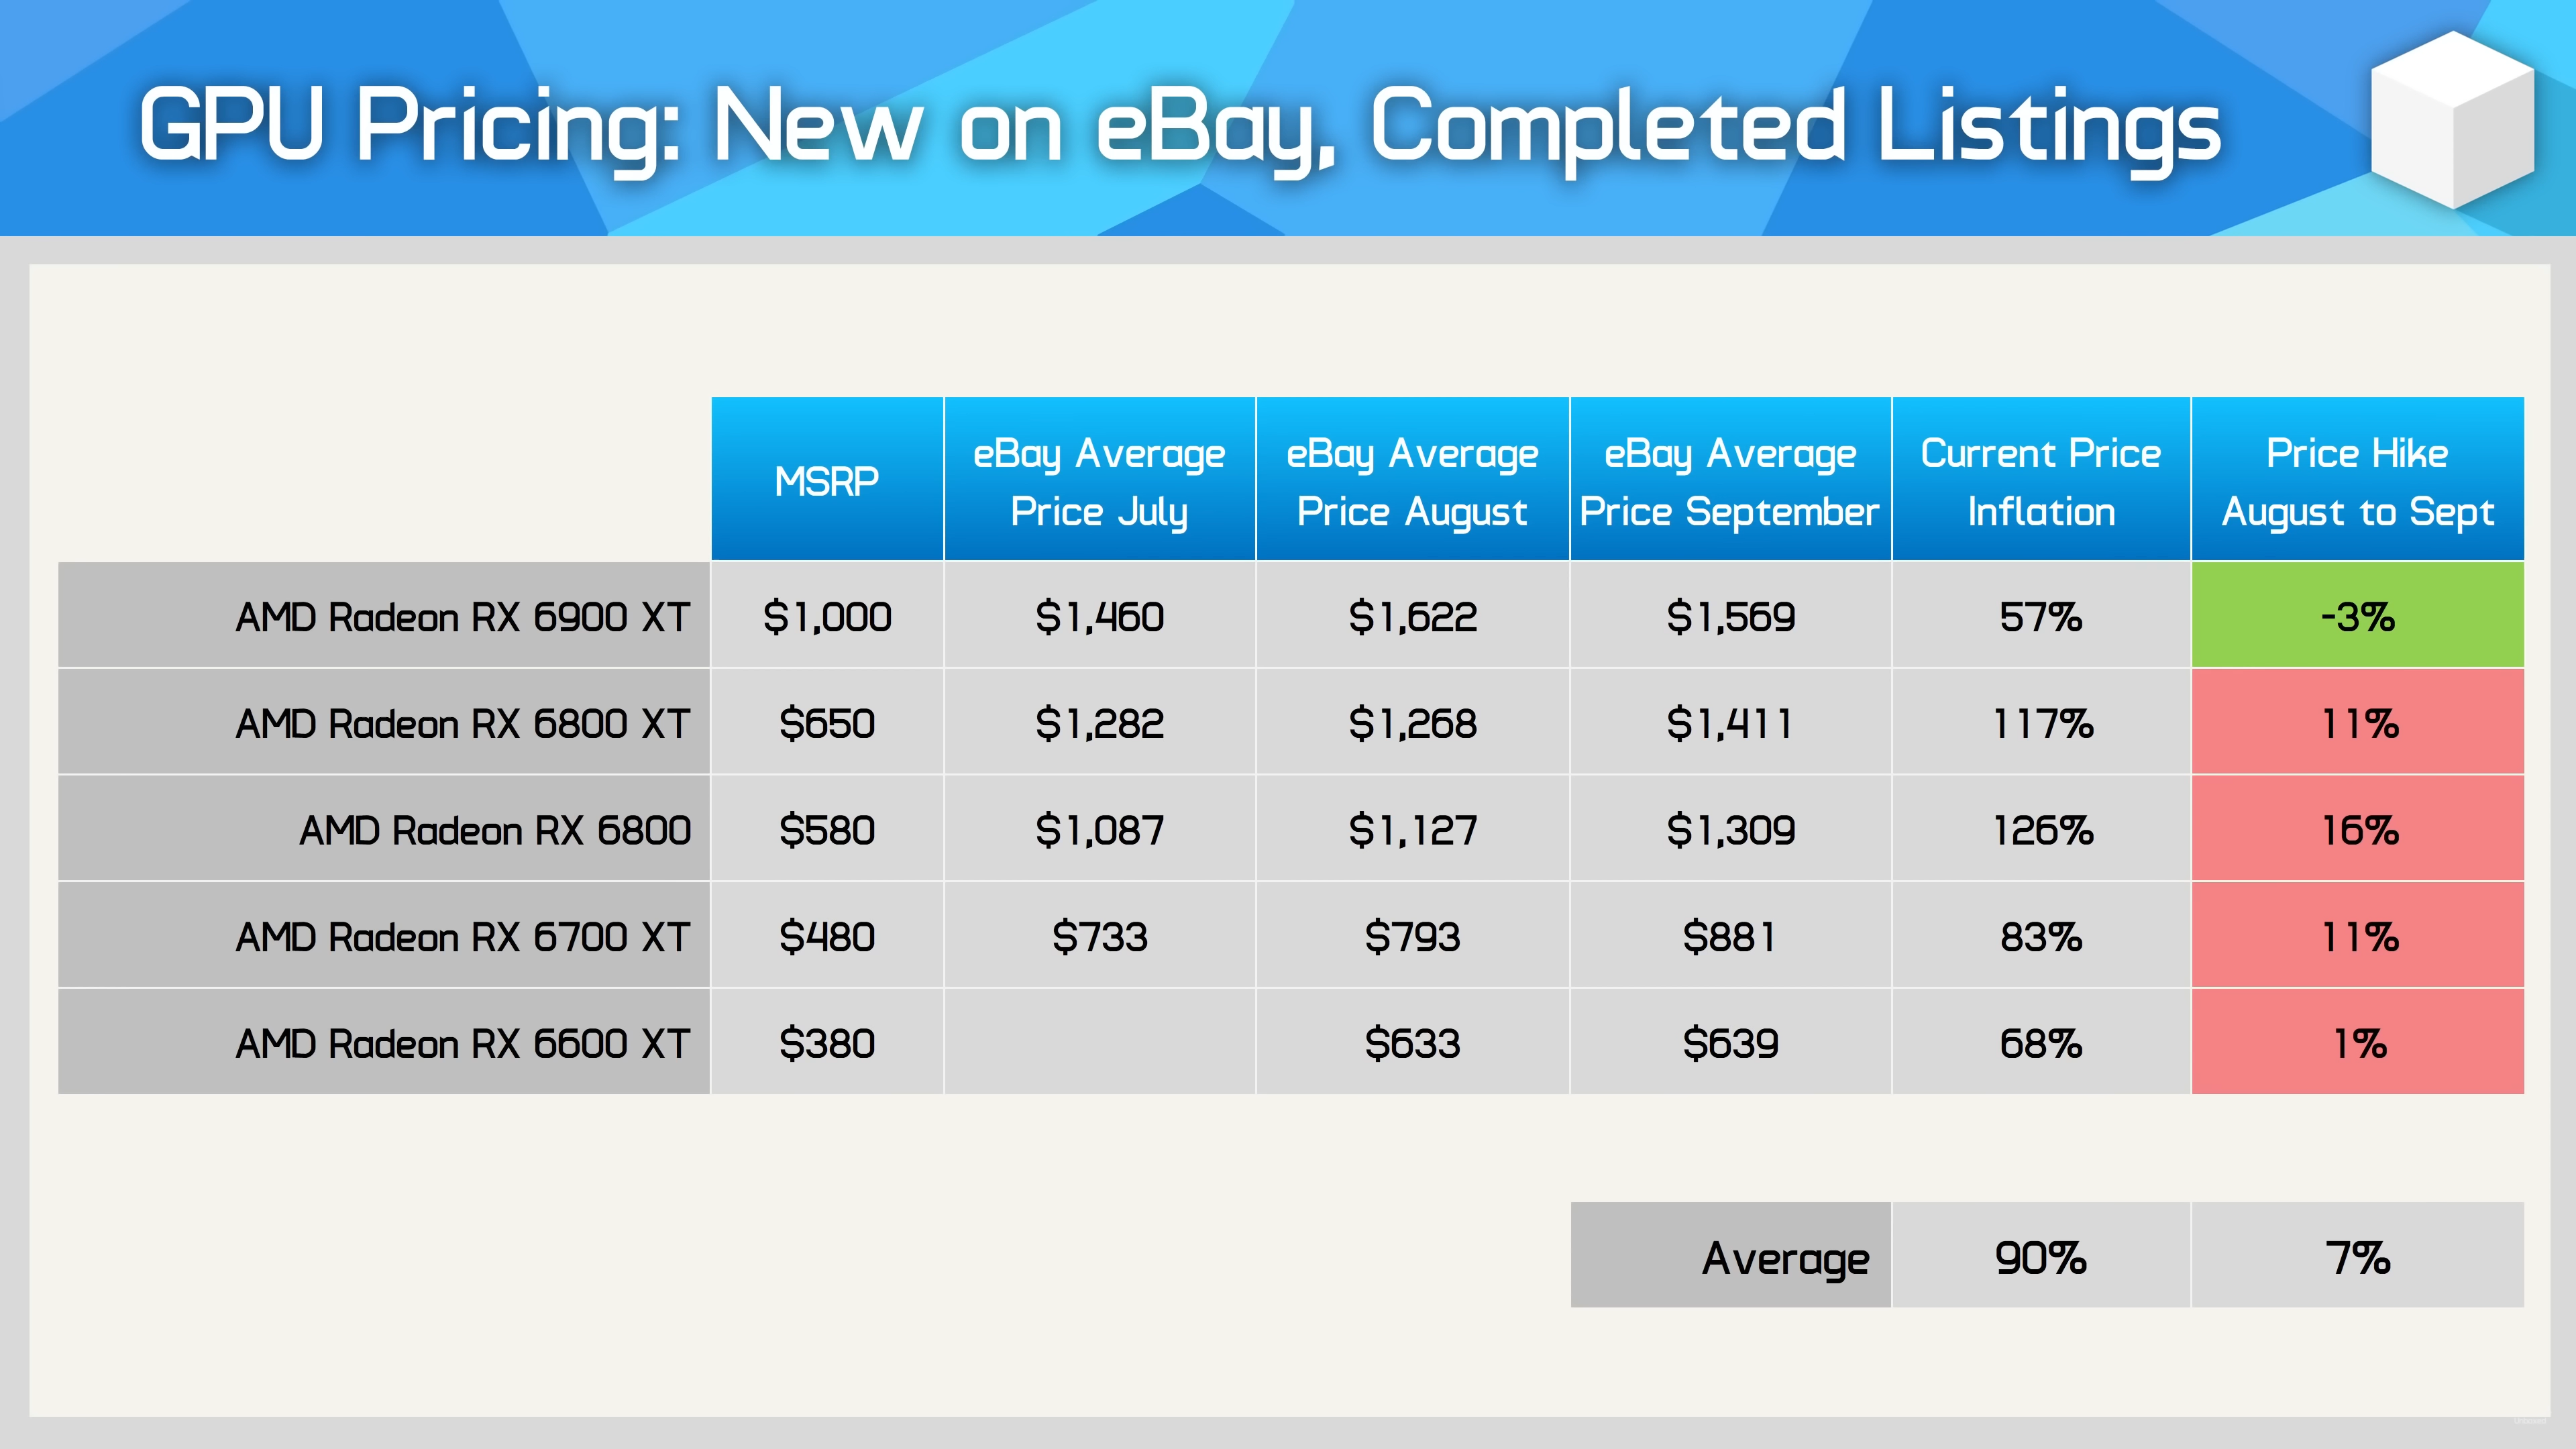 GPU Pricing: New on eBay, Completed Listings
MSRP
eBay Average Price July
eBay Average Price August
eBay Average Price September
Current Price Inflation
Price Hike August to Sept
AMD Radeon RX 6900 XT $1,000 $1,460 $1,622 $1,569 57% -3%
AMD Radeon RX 6800 XT $650 $1,282 $1,268 $1,411 117% 11%
AMD Radeon RX 6800 $580 $1,087 $1,127 $1,309 126% 16%
AMD Radeon RX 6700 XT $480 $733 $793 $881 83% 11%
AMD Radeon RX 6600 XT $380 $633 $639 68% 1%
Average 90% 7%